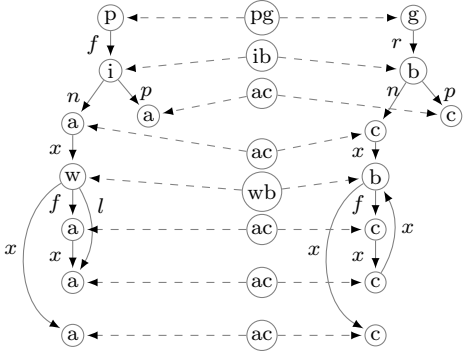 p pg g
f r
i ib b
n p ac n p
a c
a ac c
x x
w wb b
f l f
a ac c x
x x x x
a ac c
a ac c